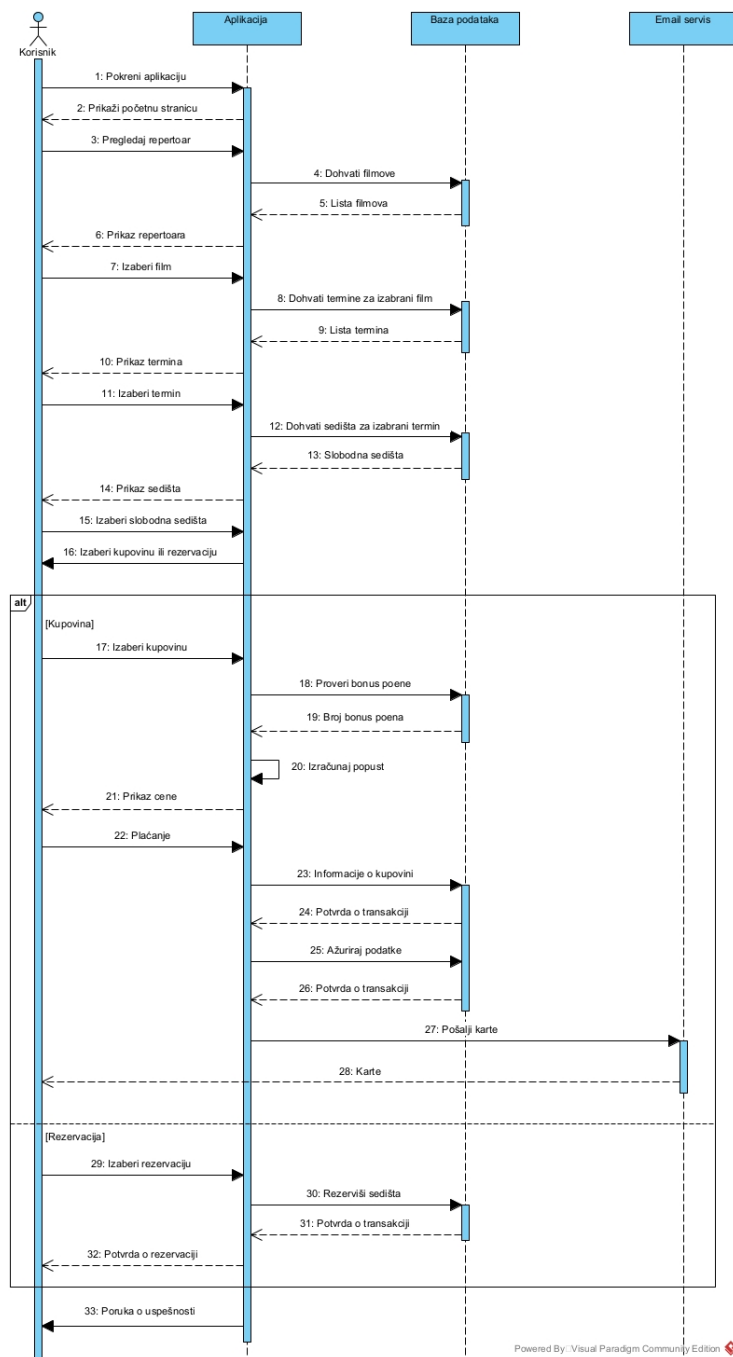 Korisnik
Aplikacija
Baza podataka
Email servis
1: Pokreni aplikaciju
2: Prikaži početnu stranicu
3: Pregledaj repertoar
4: Dohvati filmove
5: Lista filmova
6: Prikaz repertoara
7: Izaberi film
8: Dohvati termine za izabrani film
9: Lista termina
10: Prikaz termina
11: Izaberi termin
12: Dohvati sedišta za izabrani termin
13: Slobodna sedišta
14: Prikaz sedišta
15: Izaberi slobodna sedišta
16: Izaberi kupovinu ili rezervaciju
alt
[Kupovina]
17: Izaberi kupovinu
18: Proveri bonus poene
19: Broj bonus poena
20: Izračunaj popust
21: Prikaz cene
22: Plaćanje
23: Informacije o kupovini
24: Potvrda o transakciji
25: Ažuriraj podatke
26: Potvrda o transakciji
27: Pošalji karte
28: Karte
[Rezervacija]
29: Izaberi rezervaciju
30: Rezerviši sedišta
31: Potvrda o transakciji
32: Potvrda o rezervaciji
33: Poruka o uspešnosti
Powered By Visual Paradigm Community Edition